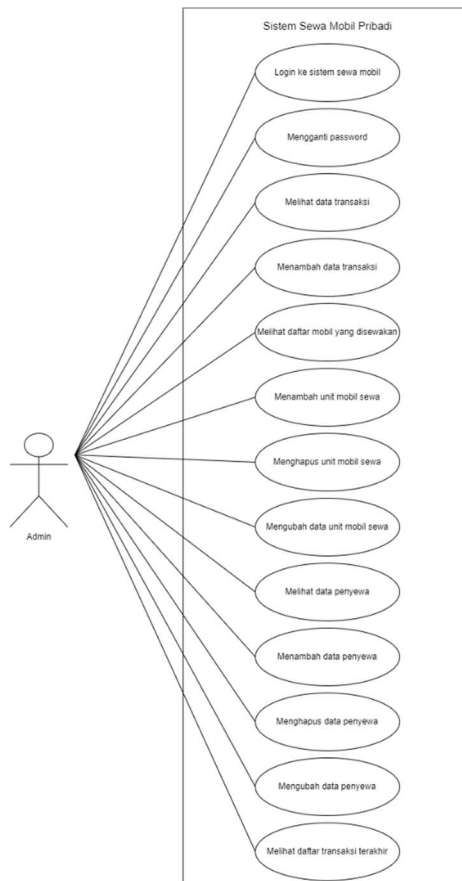 Sistem Sewa Mobil Pribadi
Login ke sistem sewa mobil
Mengganti password
Melihat data transaksi
Menambah data transaksi
Melihat daftar mobil yang disewakan
Menambah unit mobil sewa
Menghapus unit mobil sewa
Mengubah data unit mobil sewa
Admin
Melihat data penyewa
Menambah data penyewa
Menghapus data penyewa
Mengubah data penyewa
Melihat daftar transaksi terakhir